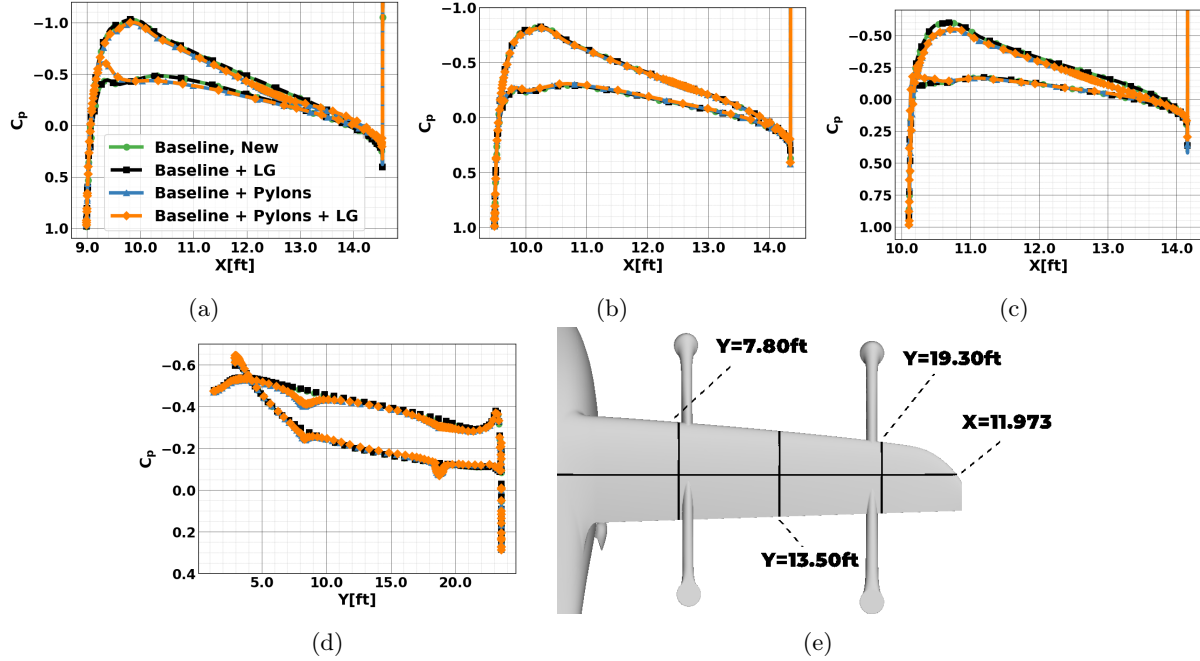 −1.0
−0.5
0.0
0.5
1.0
Cp
9.0 10.0 11.0 12.0 13.0 14.0
X[ft]
Baseline, New
Baseline + LG
Baseline + Pylons
Baseline + Pylons + LG
(a)
−1.0
−0.5
0.0
0.5
1.0
Cp
10.0 11.0 12.0 13.0 14.0
X[ft]
(b)
−0.50
−0.25
0.00
0.25
0.50
0.75
1.00
Cp
10.0 11.0 12.0 13.0 14.0
X[ft]
(c)
−0.6
−0.4
−0.2
0.0
0.2
0.4
Cp
5.0 10.0 15.0 20.0
Y[ft]
(d)
Y=7.80ft
Y=19.30ft
X=11.973
Y=13.50ft
(e)